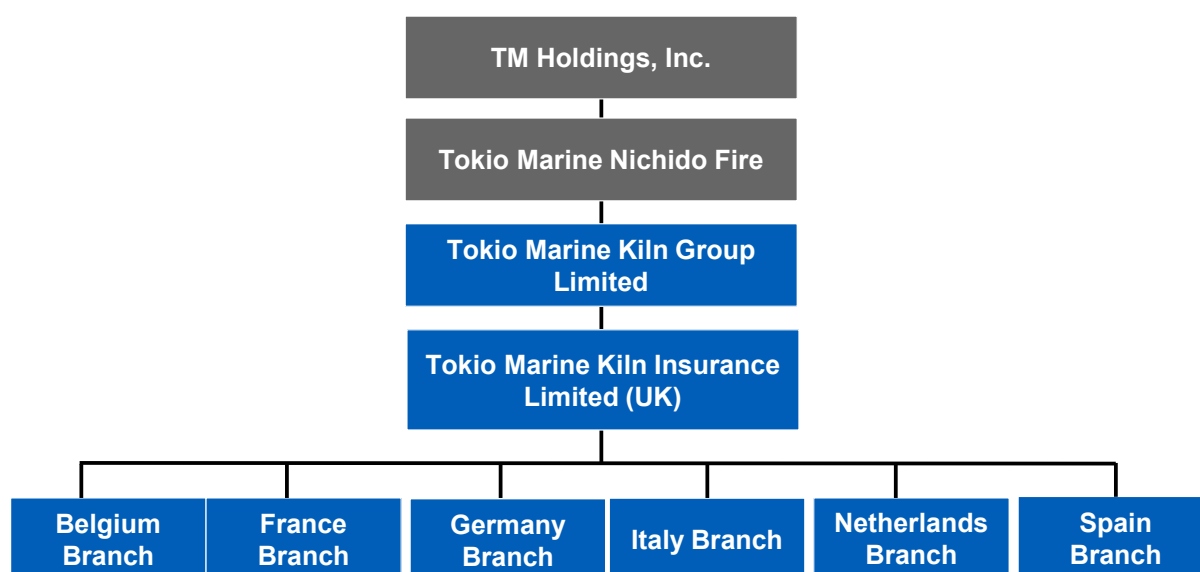 TM Holdings, Inc.
Tokio Marine Nichido Fire
Tokio Marine Kiln Group
Limited
Tokio Marine Kiln Insurance
Limited (UK)
Belgium
Branch
France
Branch
Germany
Branch
Italy Branch
Netherlands
Branch
Spain
Branch